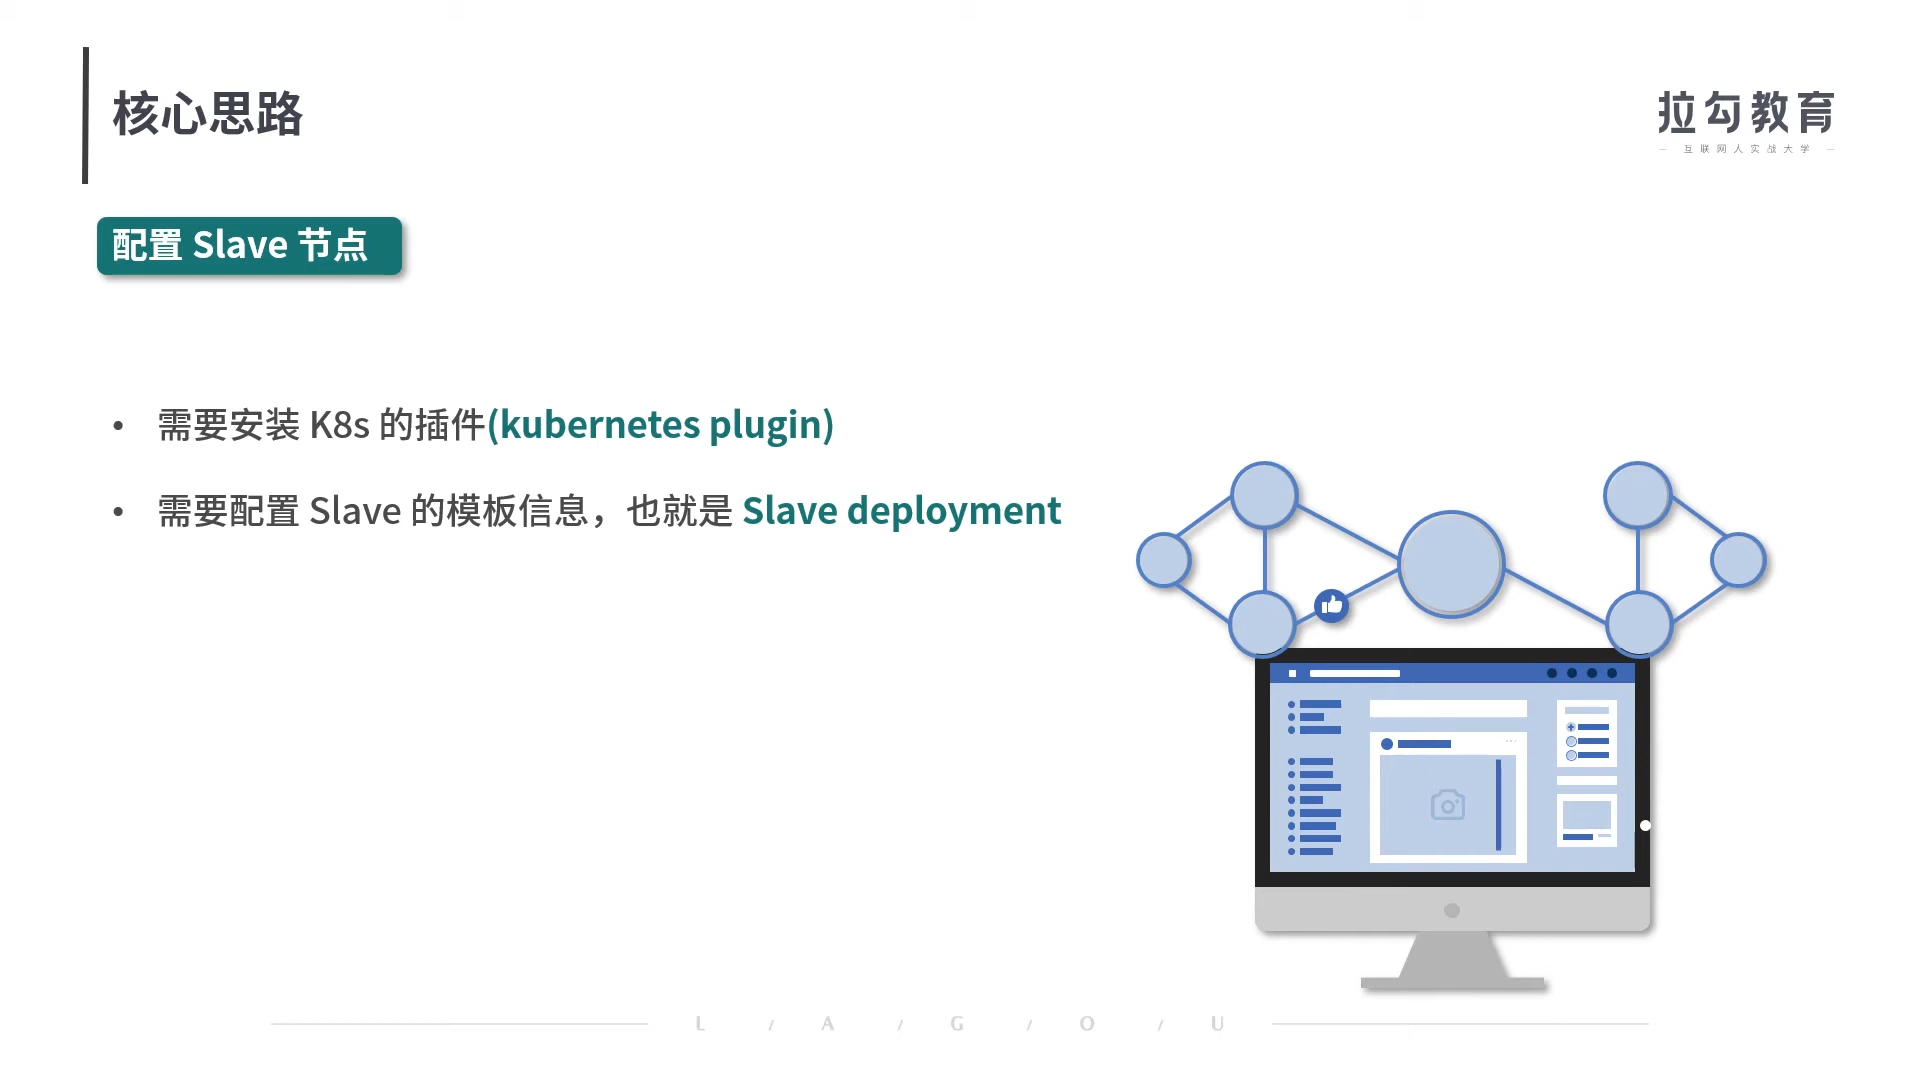 核心思路
拉勾教育
— 互联网人实战大学 —
配置 Slave 节点
• 需要安装 K8s 的插件(kubernetes plugin)
• 需要配置 Slave 的模板信息，也就是 Slave deployment
L / A / G / O / U